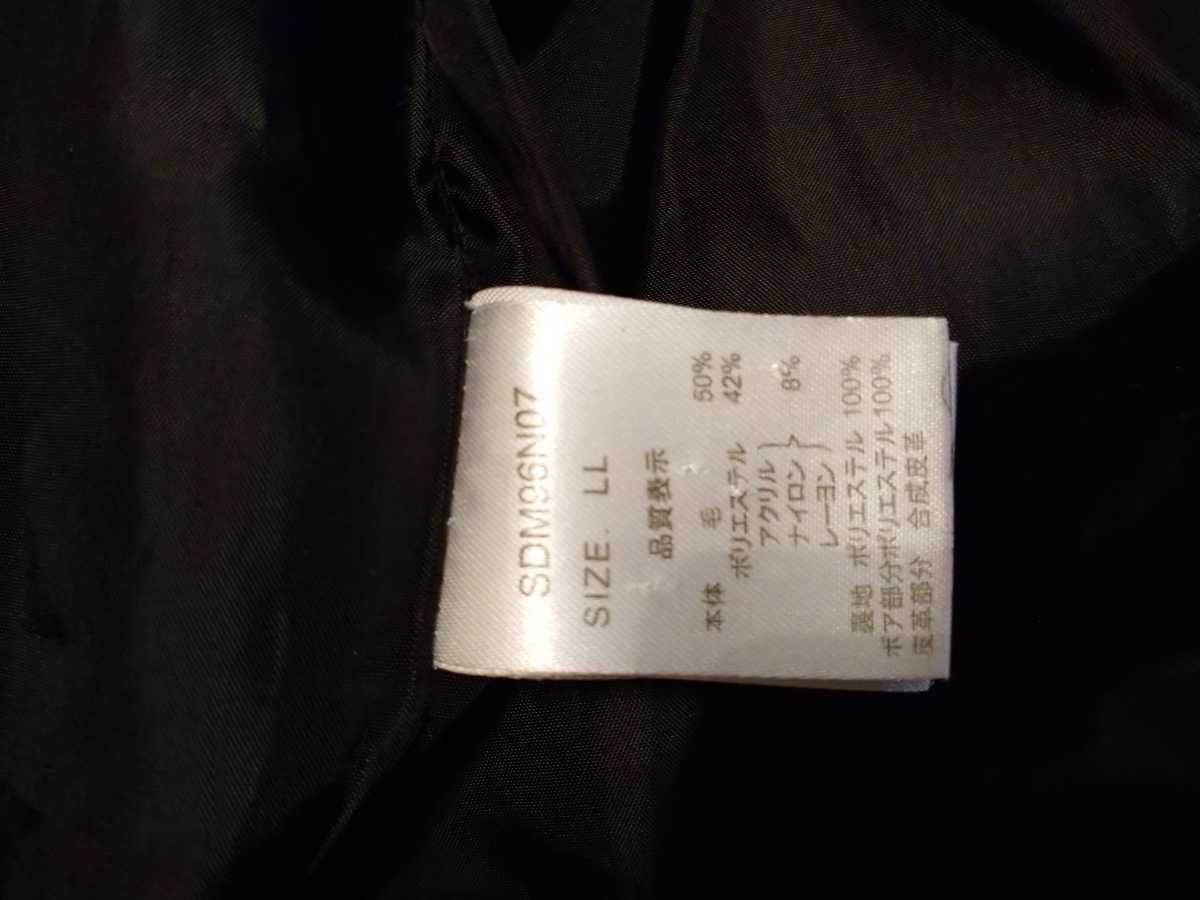 SDM96N07
SIZE. LL
品質表示
本体 毛 50%
ポリエステル 42%
アクリル
ナイロン 8%
レーヨン
裏地 ポリエステル 100%
ボア部分ポリエステル100%
皮革部分 合成皮革